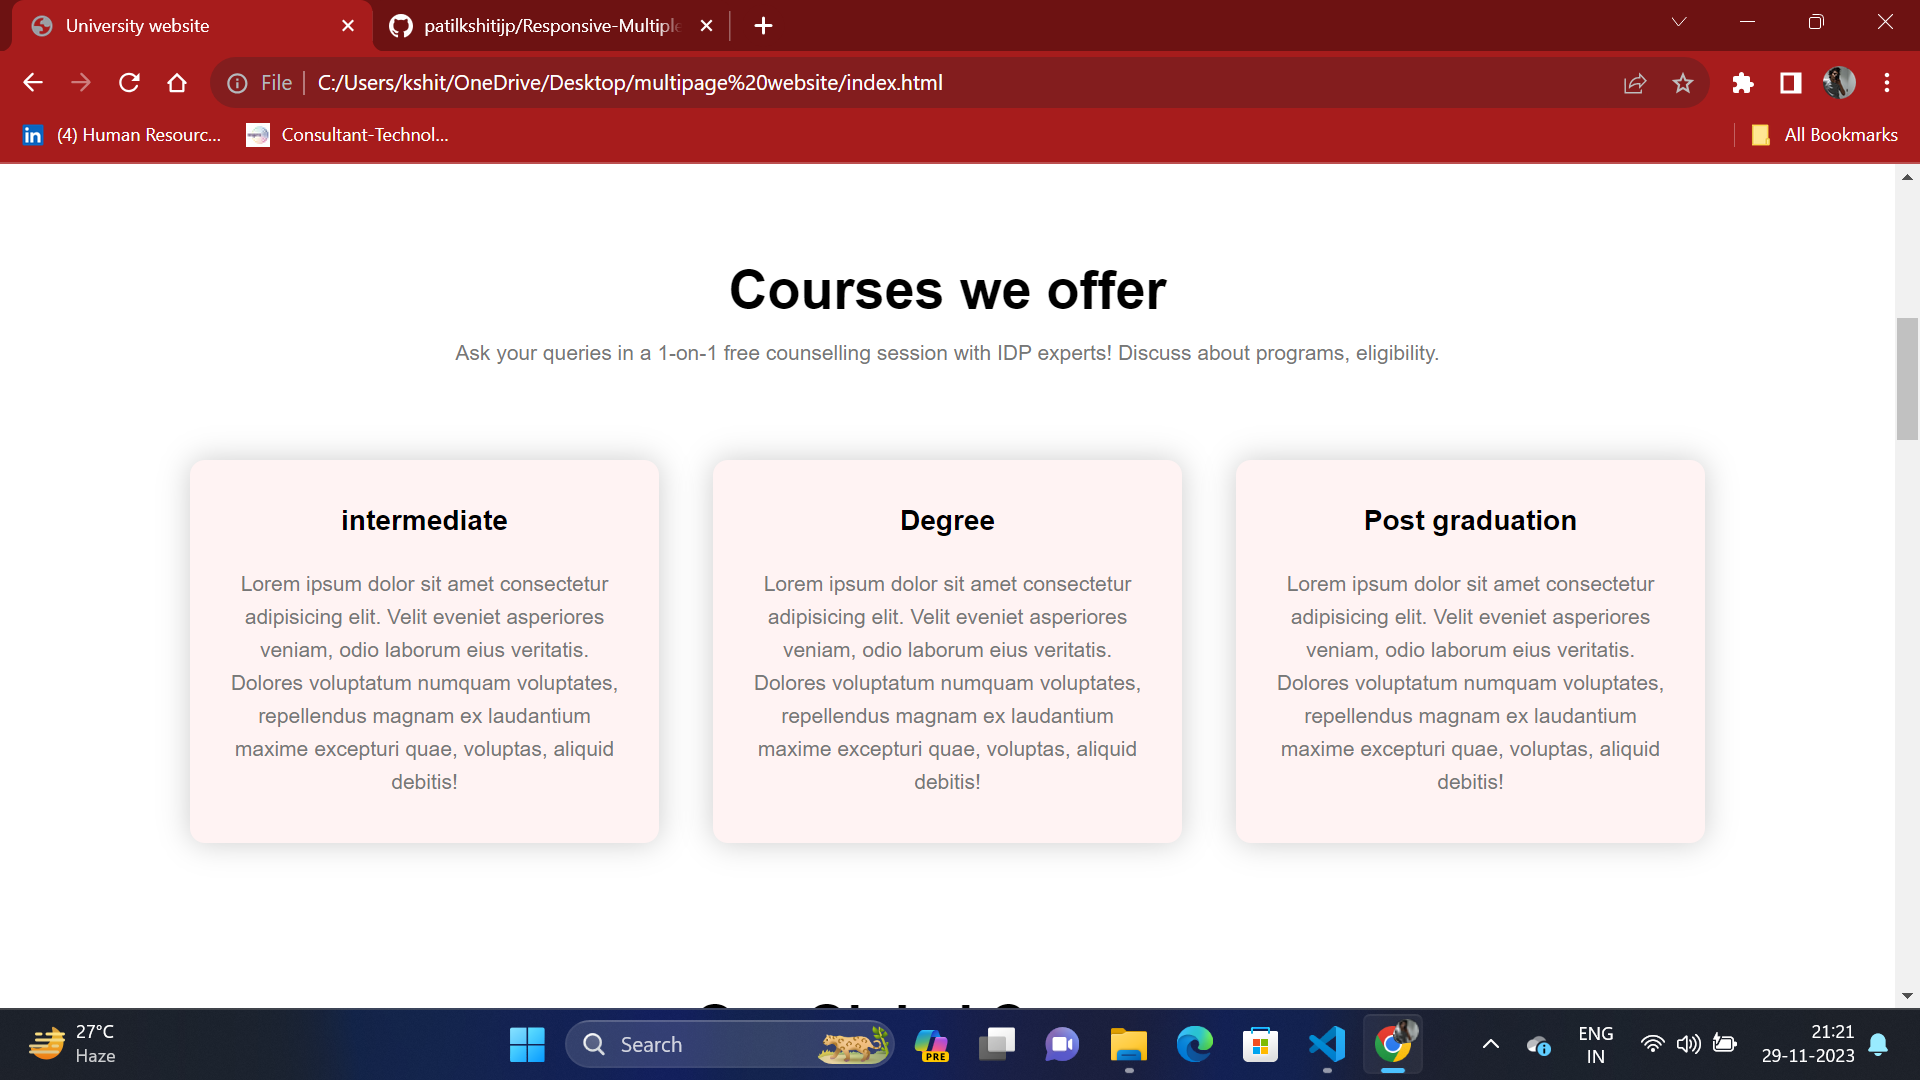 University website
patilkshitijp/Responsive-Multiple
File
C:/Users/kshit/OneDrive/Desktop/multipage%20website/index.html
(4) Human Resourc...
Consultant-Technol...
All Bookmarks
Courses we offer
Ask your queries in a 1-on-1 free counselling session with IDP experts! Discuss about programs, eligibility.
intermediate
Lorem ipsum dolor sit amet consectetur
adipisicing elit. Velit eveniet asperiores
veniam, odio laborum eius veritatis.
Dolores voluptatum numquam voluptates,
repellendus magnam ex laudantium
maxime excepturi quae, voluptas, aliquid
debitis!
Degree
Lorem ipsum dolor sit amet consectetur
adipisicing elit. Velit eveniet asperiores
veniam, odio laborum eius veritatis.
Dolores voluptatum numquam voluptates,
repellendus magnam ex laudantium
maxime excepturi quae, voluptas, aliquid
debitis!
Post graduation
Lorem ipsum dolor sit amet consectetur
adipisicing elit. Velit eveniet asperiores
veniam, odio laborum eius veritatis.
Dolores voluptatum numquam voluptates,
repellendus magnam ex laudantium
maxime excepturi quae, voluptas, aliquid
debitis!
27°C
Haze
Search
PRE
ENG
IN
21:21
29-11-2023